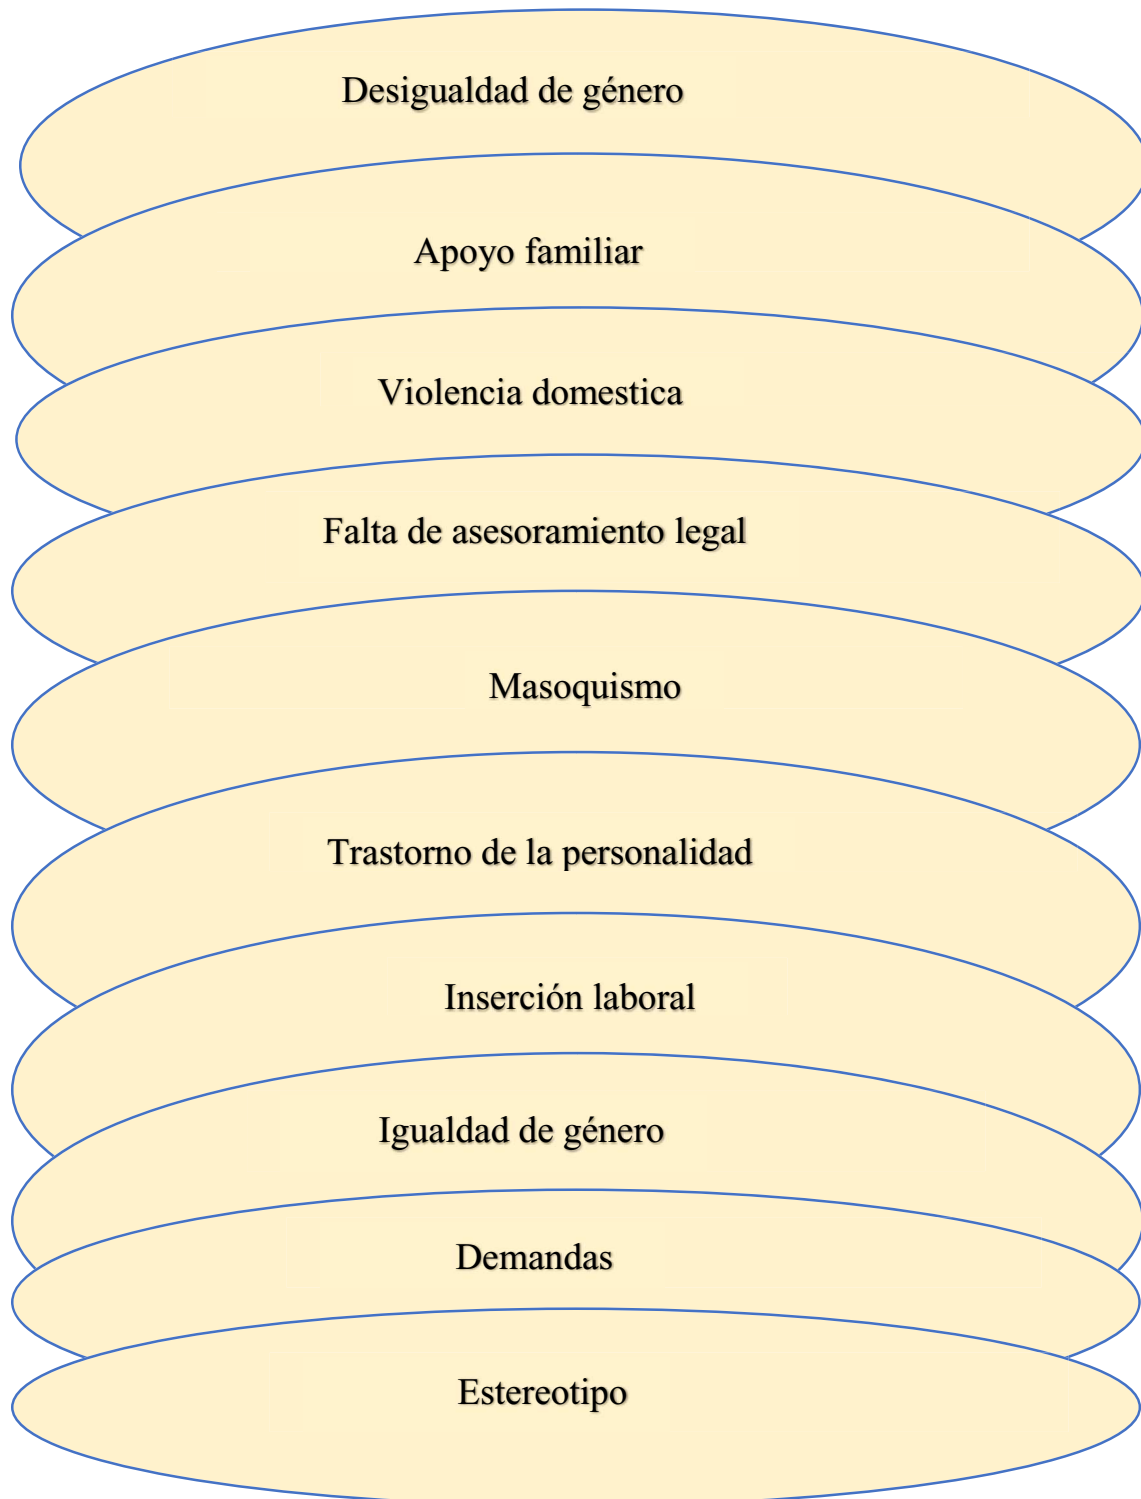 Desigualdad de género
Apoyo familiar
Violencia domestica
Falta de asesoramiento legal
Masoquismo
Trastorno de la personalidad
Inserción laboral
Igualdad de género
Demandas
Estereotipo